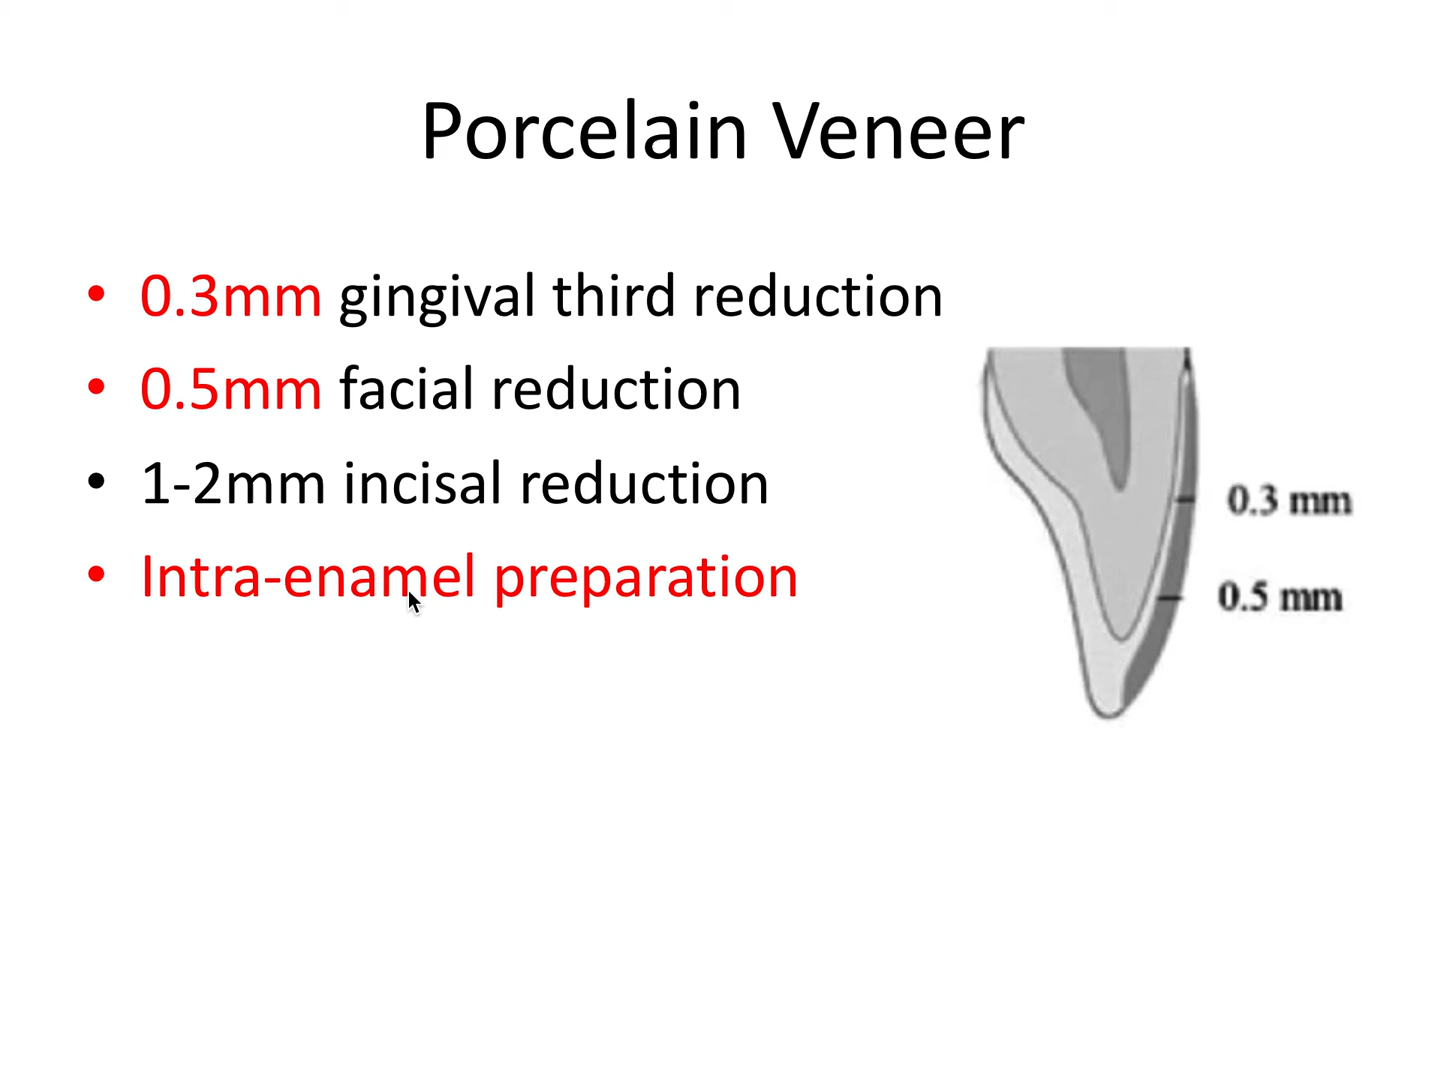 Porcelain Veneer
• 0.3mm gingival third reduction
• 0.5mm facial reduction
• 1-2mm incisal reduction
• Intra-enamel preparation
0.3 mm
0.5 mm